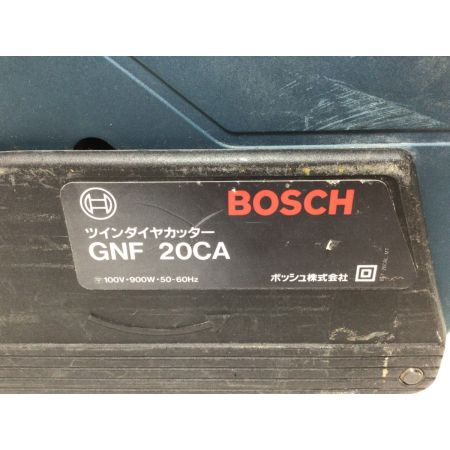 BOSCH
ツインダイヤカッター
GNF 20CA
100V・900W・50-60Hz
ボッシュ株式会社